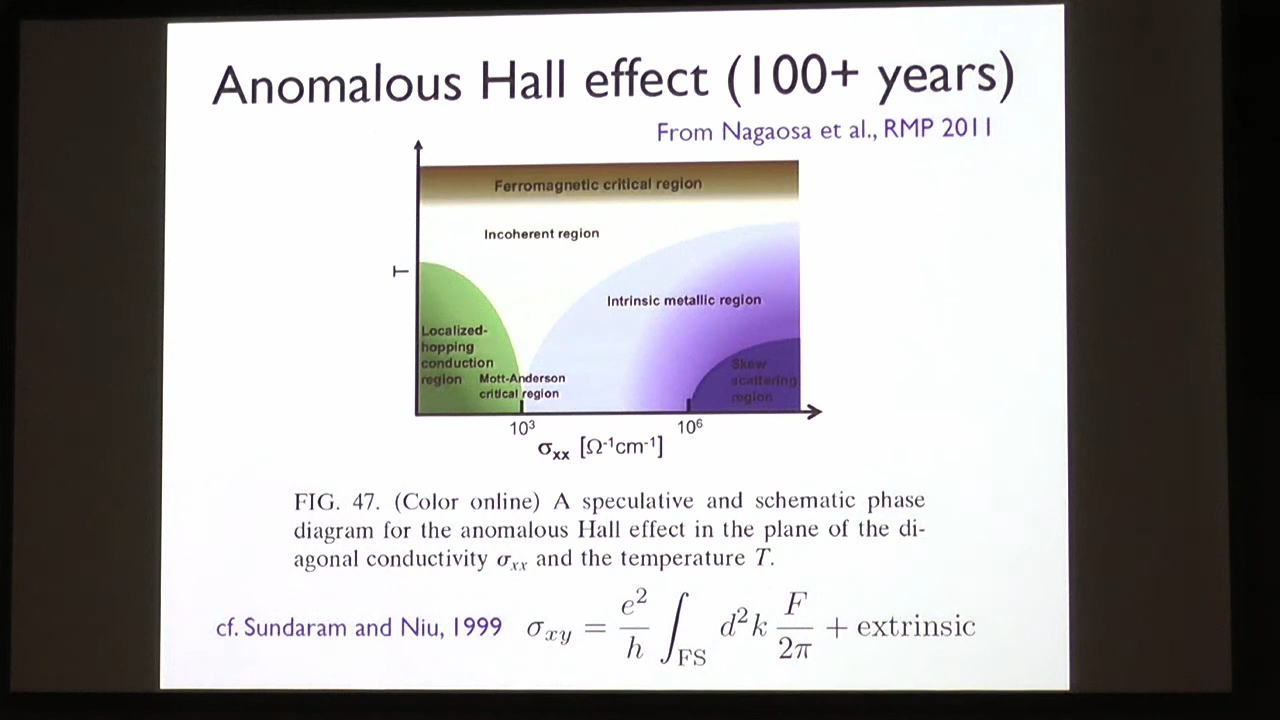 Anomalous Hall effect (100+ years)
From Nagaosa et al., RMP 2011
Ferromagnetic critical region
Incoherent region
T
Intrinsic metallic region
Localized-
hopping
conduction
region
Mott-Anderson
critical region
Skew
scattering
region
10³
10⁶
σxx [Ω⁻¹cm⁻¹]
FIG. 47. (Color online) A speculative and schematic phase
diagram for the anomalous Hall effect in the plane of the di-
agonal conductivity σxx and the temperature T.
cf. Sundaram and Niu, 1999 σxy = e²/h ∫FS d²k F/2π + extrinsic